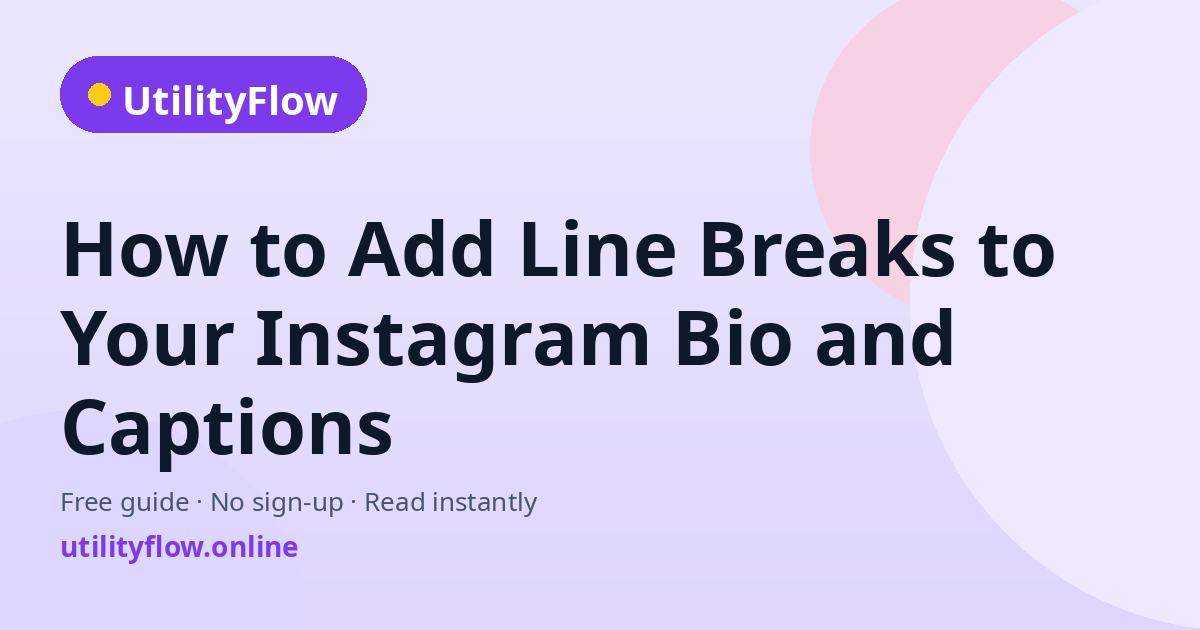 UtilityFlow
How to Add Line Breaks to
Your Instagram Bio and
Captions
Free guide · No sign-up · Read instantly
utilityflow.online